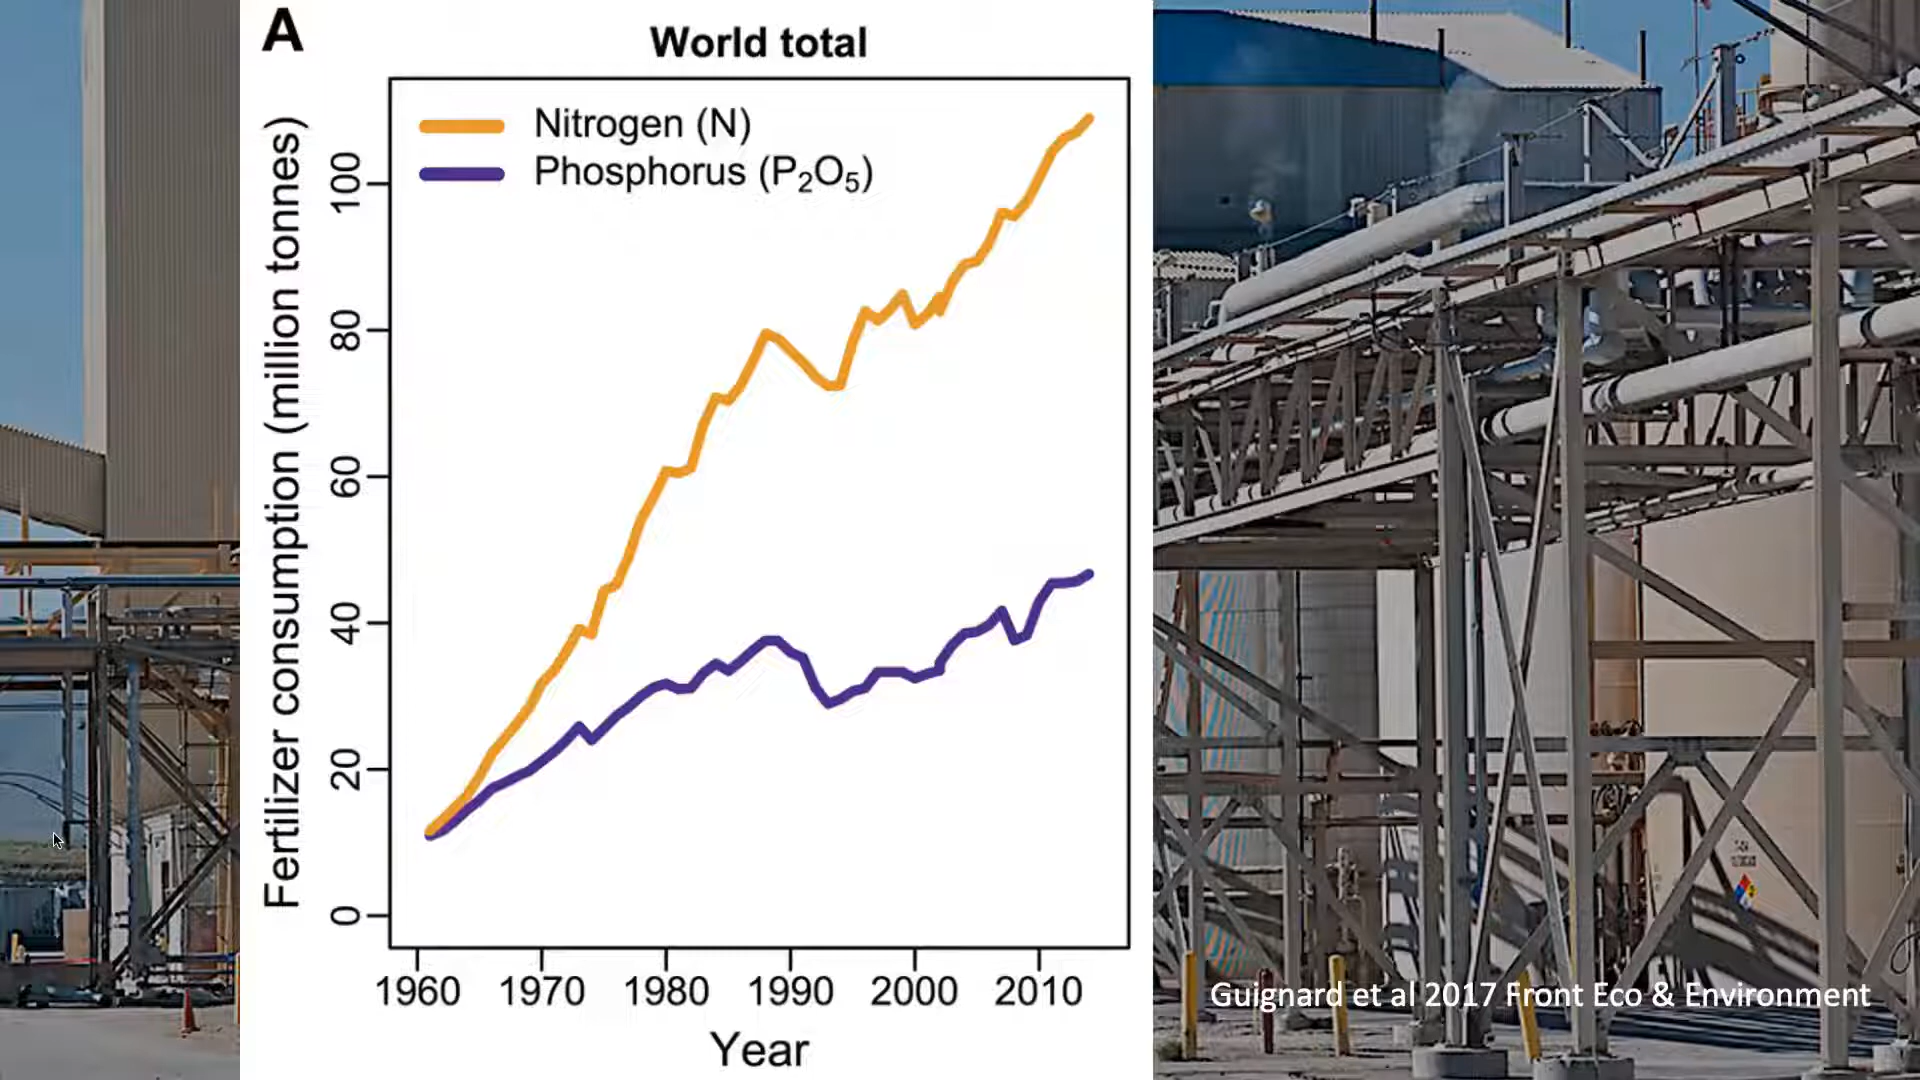 A
World total
Nitrogen (N)
Phosphorus (P₂O₅)
Fertilizer consumption (million tonnes)
100
80
60
40
20
0
1960 1970 1980 1990 2000 2010
Year
Guignard et al 2017 Front Eco & Environment